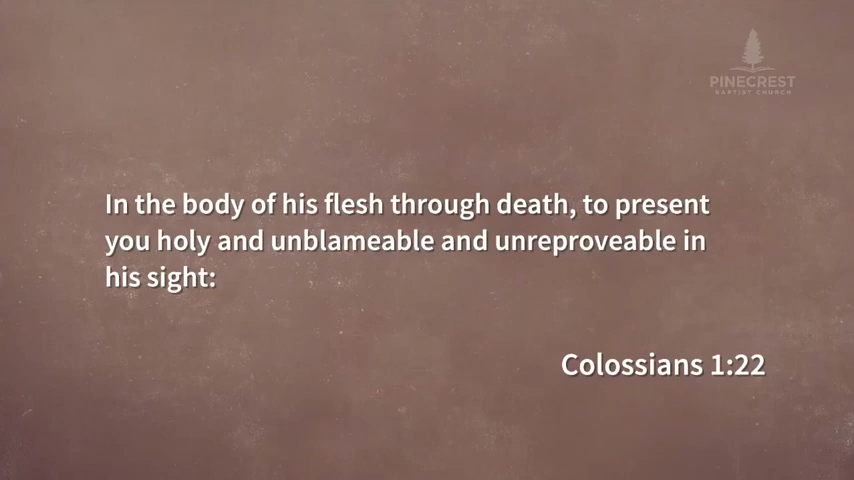 PINECREST
BAPTIST CHURCH
In the body of his flesh through death, to present
you holy and unblameable and unreproveable in
his sight:
Colossians 1:22